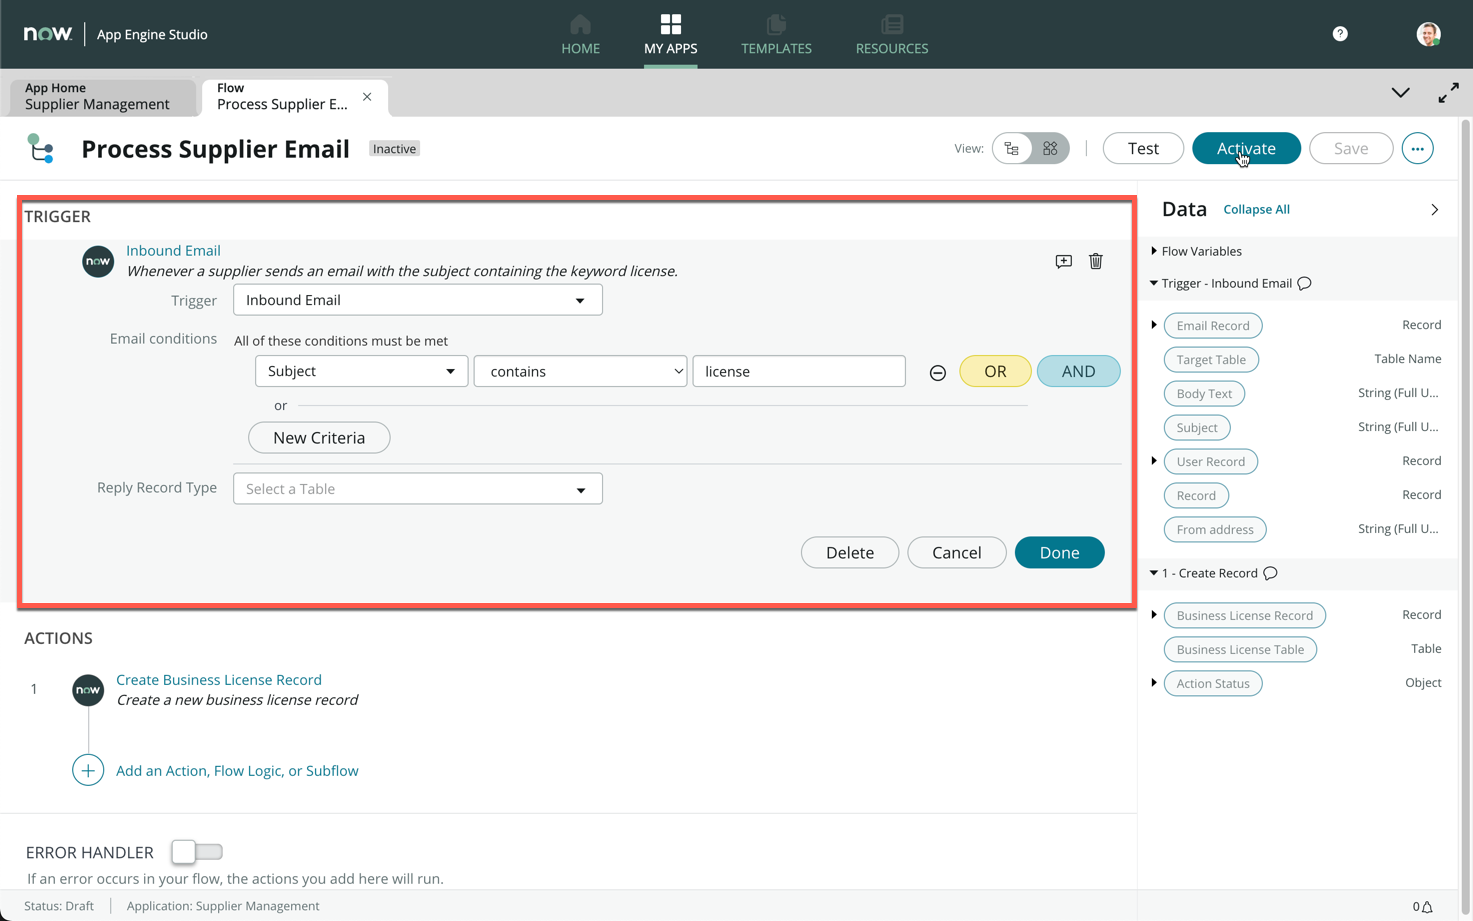 now App Engine Studio
HOME
MY APPS
TEMPLATES
RESOURCES
?
App Home
Supplier Management
Flow
Process Supplier E...
Process Supplier Email
Inactive
View:
Test
Activate
Save
TRIGGER
now
Inbound Email
Whenever a supplier sends an email with the subject containing the keyword license.
Trigger
Inbound Email
Email conditions
All of these conditions must be met
Subject
contains
license
OR
AND
or
New Criteria
Reply Record Type
Select a Table
Delete
Cancel
Done
ACTIONS
1
now
Create Business License Record
Create a new business license record
Add an Action, Flow Logic, or Subflow
ERROR HANDLER
If an error occurs in your flow, the actions you add here will run.
Data
Collapse All
Flow Variables
Trigger - Inbound Email
Email Record
Record
Target Table
Table Name
Body Text
String (Full U...
Subject
String (Full U...
User Record
Record
Record
Record
From address
String (Full U...
1 - Create Record
Business License Record
Record
Business License Table
Table
Action Status
Object
Status: Draft
Application: Supplier Management
0